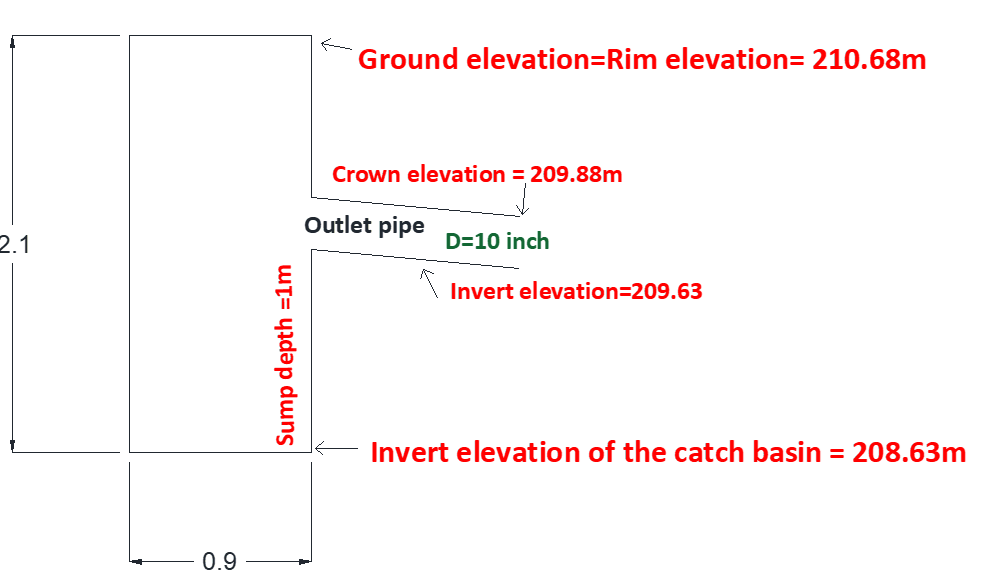 Ground elevation=Rim elevation= 210.68m
Crown elevation = 209.88m
Outlet pipe
D=10 inch
2.1
Invert elevation=209.63
Sump depth =1m
Invert elevation of the catch basin = 208.63m
0.9